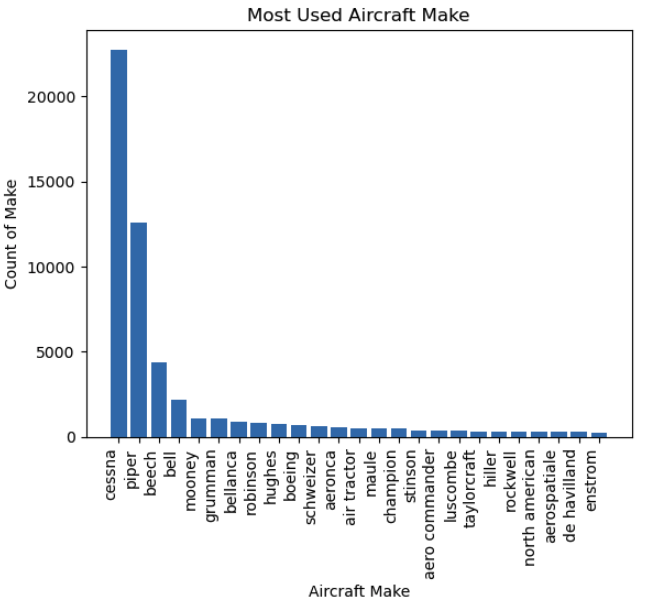 Most Used Aircraft Make
20000
15000
10000
5000
0
Count of Make
cessna
piper
beech
bell
mooney
grumman
bellanca
robinson
hughes
boeing
schweizer
aeronca
air tractor
maule
champion
stinson
aero commander
luscombe
taylorcraft
hiller
rockwell
north american
aerospatiale
de havilland
enstrom
Aircraft Make